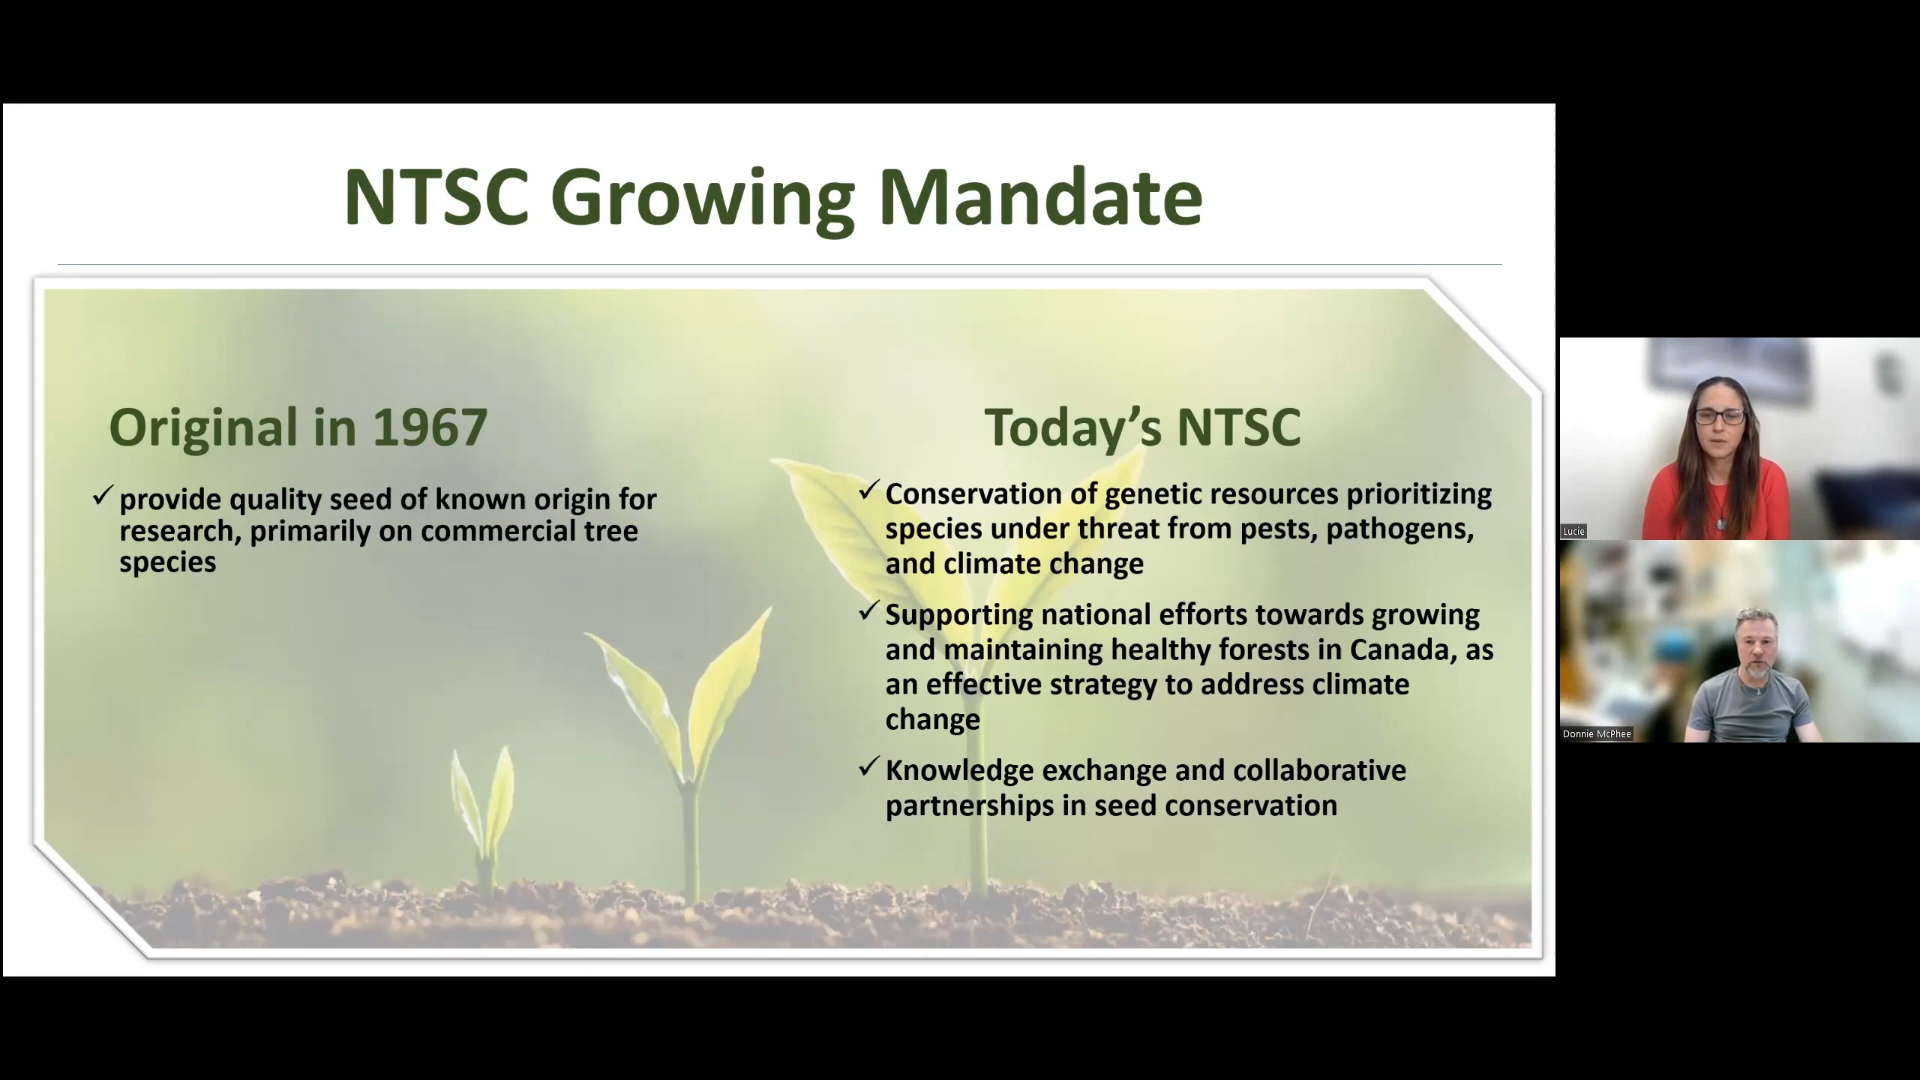 NTSC Growing Mandate
Original in 1967
✓ provide quality seed of known origin for
research, primarily on commercial tree
species
Today’s NTSC
✓ Conservation of genetic resources prioritizing
species under threat from pests, pathogens,
and climate change
✓ Supporting national efforts towards growing
and maintaining healthy forests in Canada, as
an effective strategy to address climate
change
✓ Knowledge exchange and collaborative
partnerships in seed conservation
Lucie
Donnie McPhee